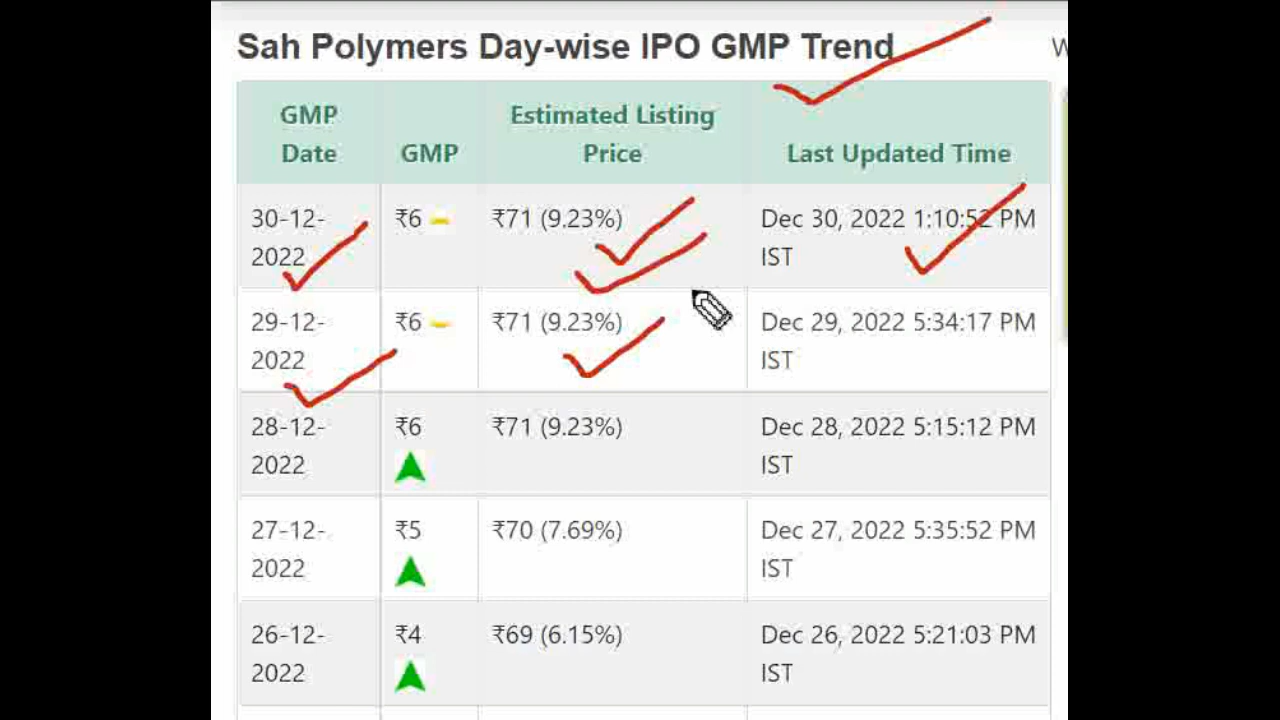 Sah Polymers Day-wise IPO GMP Trend
W
GMP Date GMP Estimated Listing Price Last Updated Time
30-12-2022 ₹6 ₹71 (9.23%) Dec 30, 2022 1:10:52 PM IST
29-12-2022 ₹6 ₹71 (9.23%) Dec 29, 2022 5:34:17 PM IST
28-12-2022 ₹6 ₹71 (9.23%) Dec 28, 2022 5:15:12 PM IST
27-12-2022 ₹5 ₹70 (7.69%) Dec 27, 2022 5:35:52 PM IST
26-12-2022 ₹4 ₹69 (6.15%) Dec 26, 2022 5:21:03 PM IST